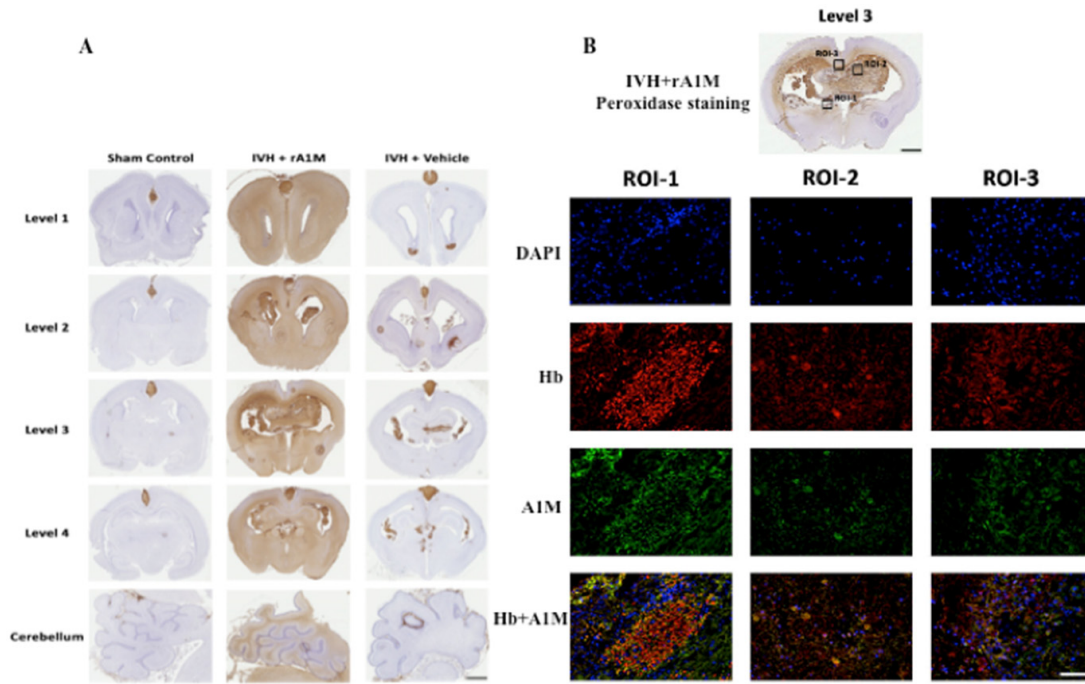 A
Sham Control
IVH + rA1M
IVH + Vehicle
Level 1
Level 2
Level 3
Level 4
Cerebellum
B
Level 3
IVH+rA1M
Peroxidase staining
ROI-3
ROI-2
ROI-1
ROI-1
ROI-2
ROI-3
DAPI
Hb
A1M
Hb+A1M